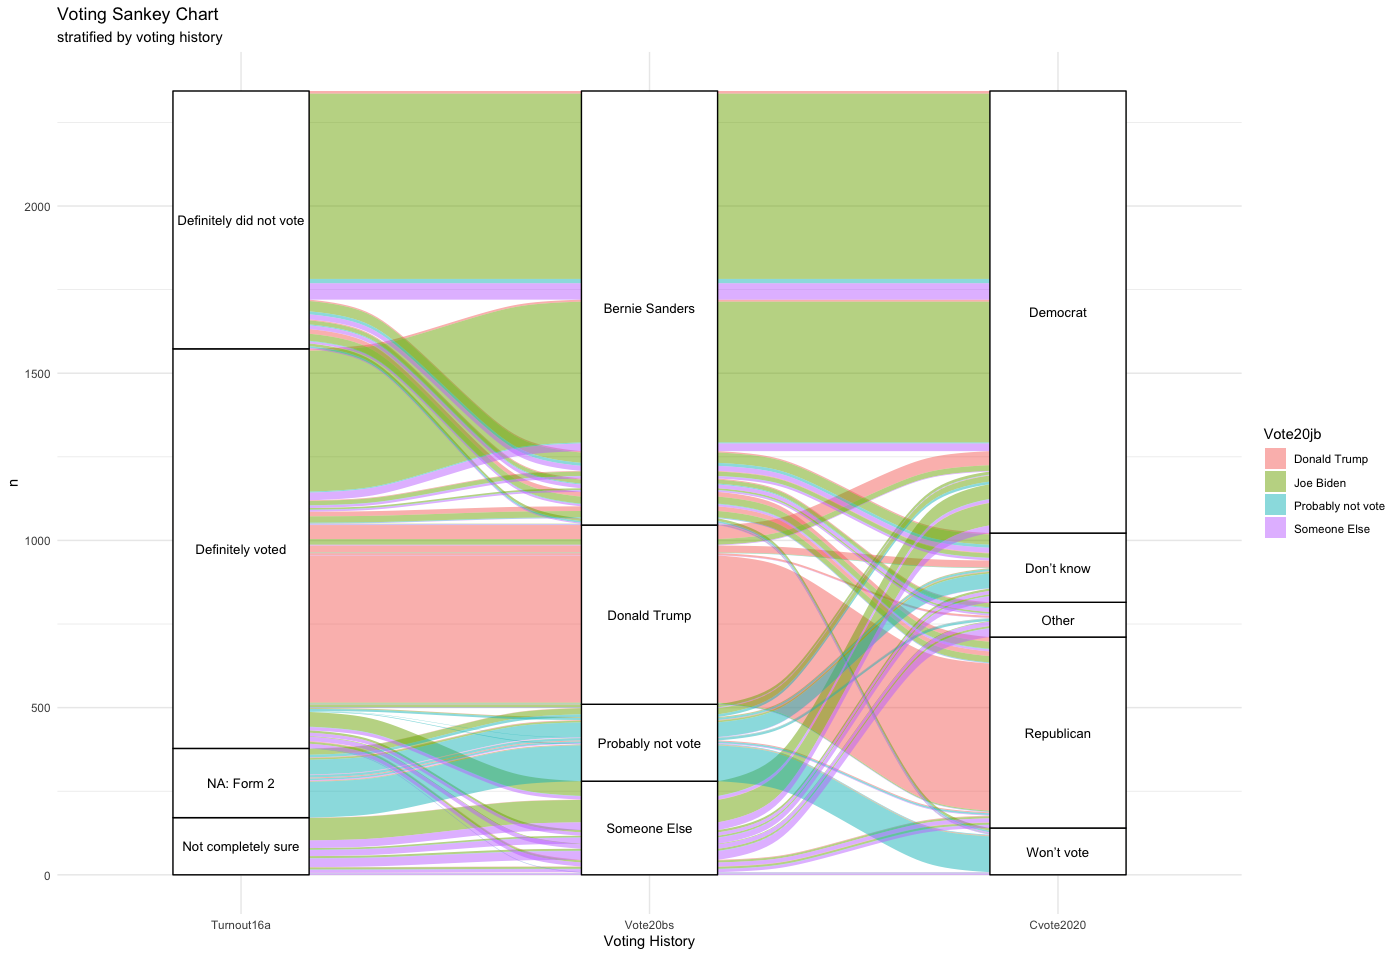 Voting Sankey Chart
stratified by voting history
n
2000
1500
1000
500
0
Definitely did not vote
Definitely voted
NA: Form 2
Not completely sure
Bernie Sanders
Donald Trump
Probably not vote
Someone Else
Democrat
Don’t know
Other
Republican
Won’t vote
Turnout16a
Vote20bs
Cvote2020
Voting History
Vote20jb
Donald Trump
Joe Biden
Probably not vote
Someone Else